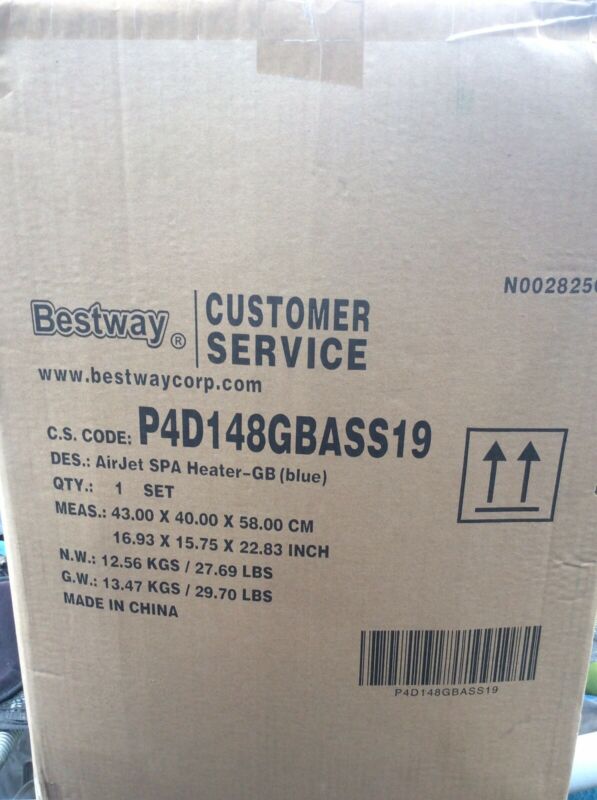 N0028250
Bestway®
CUSTOMER
SERVICE
www.bestwaycorp.com
C.S. CODE: P4D148GBASS19
DES.: AirJet SPA Heater-GB (blue)
QTY.: 1 SET
MEAS.: 43.00 X 40.00 X 58.00 CM
16.93 X 15.75 X 22.83 INCH
N.W.: 12.56 KGS / 27.69 LBS
G.W.: 13.47 KGS / 29.70 LBS
MADE IN CHINA
P4D148GBASS19